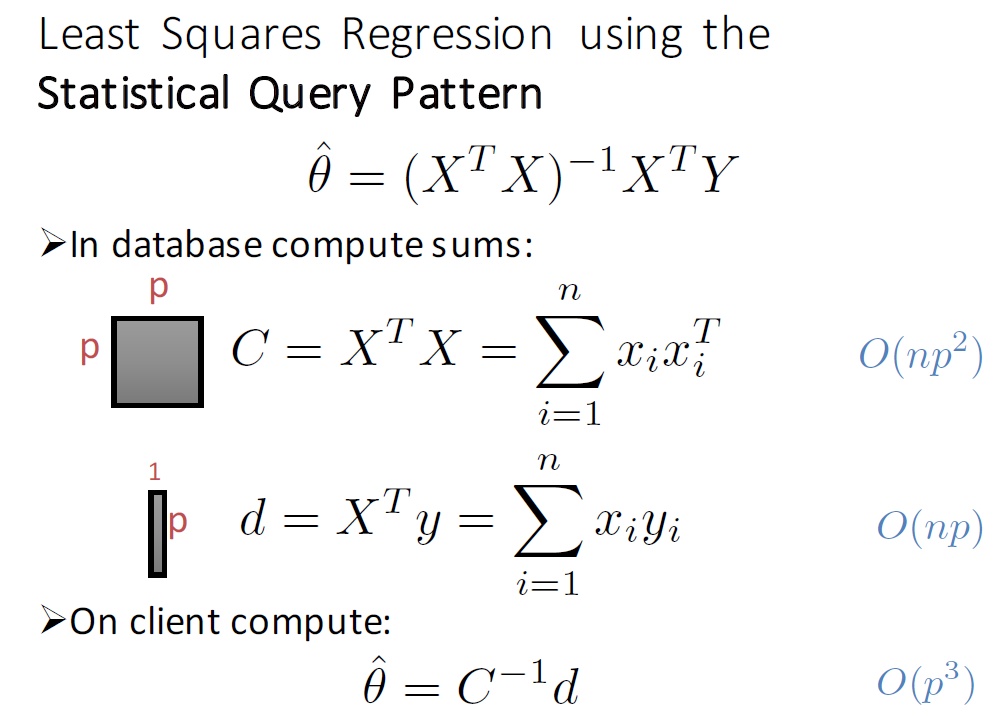 Least Squares Regression using the
Statistical Query Pattern
$\hat{\theta} = (X^T X)^{-1} X^T Y$
➢In database compute sums:
p
p
$C = X^T X = \sum_{i=1}^{n} x_i x_i^T$ $O(np^2)$
1
p
$d = X^T y = \sum_{i=1}^{n} x_i y_i$ $O(np)$
➢On client compute:
$\hat{\theta} = C^{-1} d$ $O(p^3)$